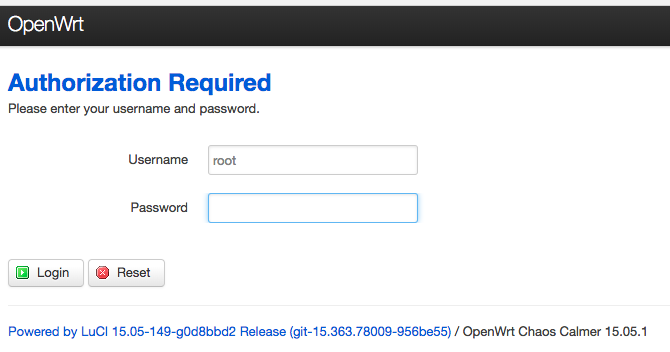 OpenWrt
Authorization Required
Please enter your username and password.
Username root
Password
Login Reset
Powered by LuCI 15.05-149-g0d8bbd2 Release (git-15.363.78009-956be55) / OpenWrt Chaos Calmer 15.05.1